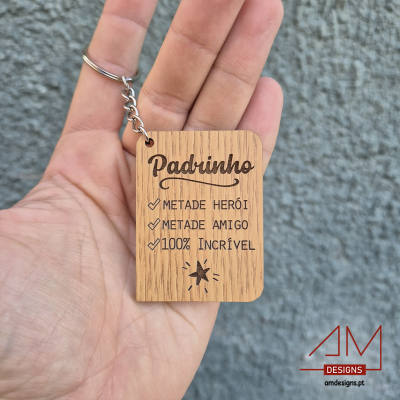 Padrinho
METADE HERÓI
METADE AMIGO
100% INCRÍVEL
AM
DESIGNS
amdesigns.pt